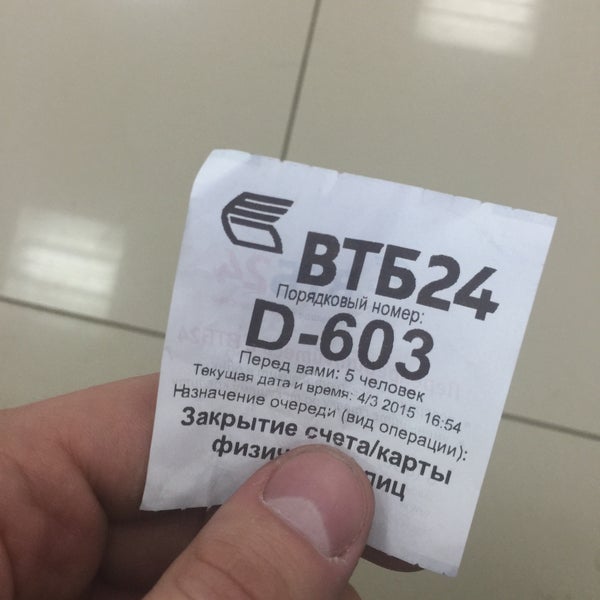 ВТБ24
Порядковый номер:
D-603
Перед вами: 5 человек
Текущая дата и время: 4/3 2015 16:54
Назначение очереди (вид операции):
Закрытие счета/карты